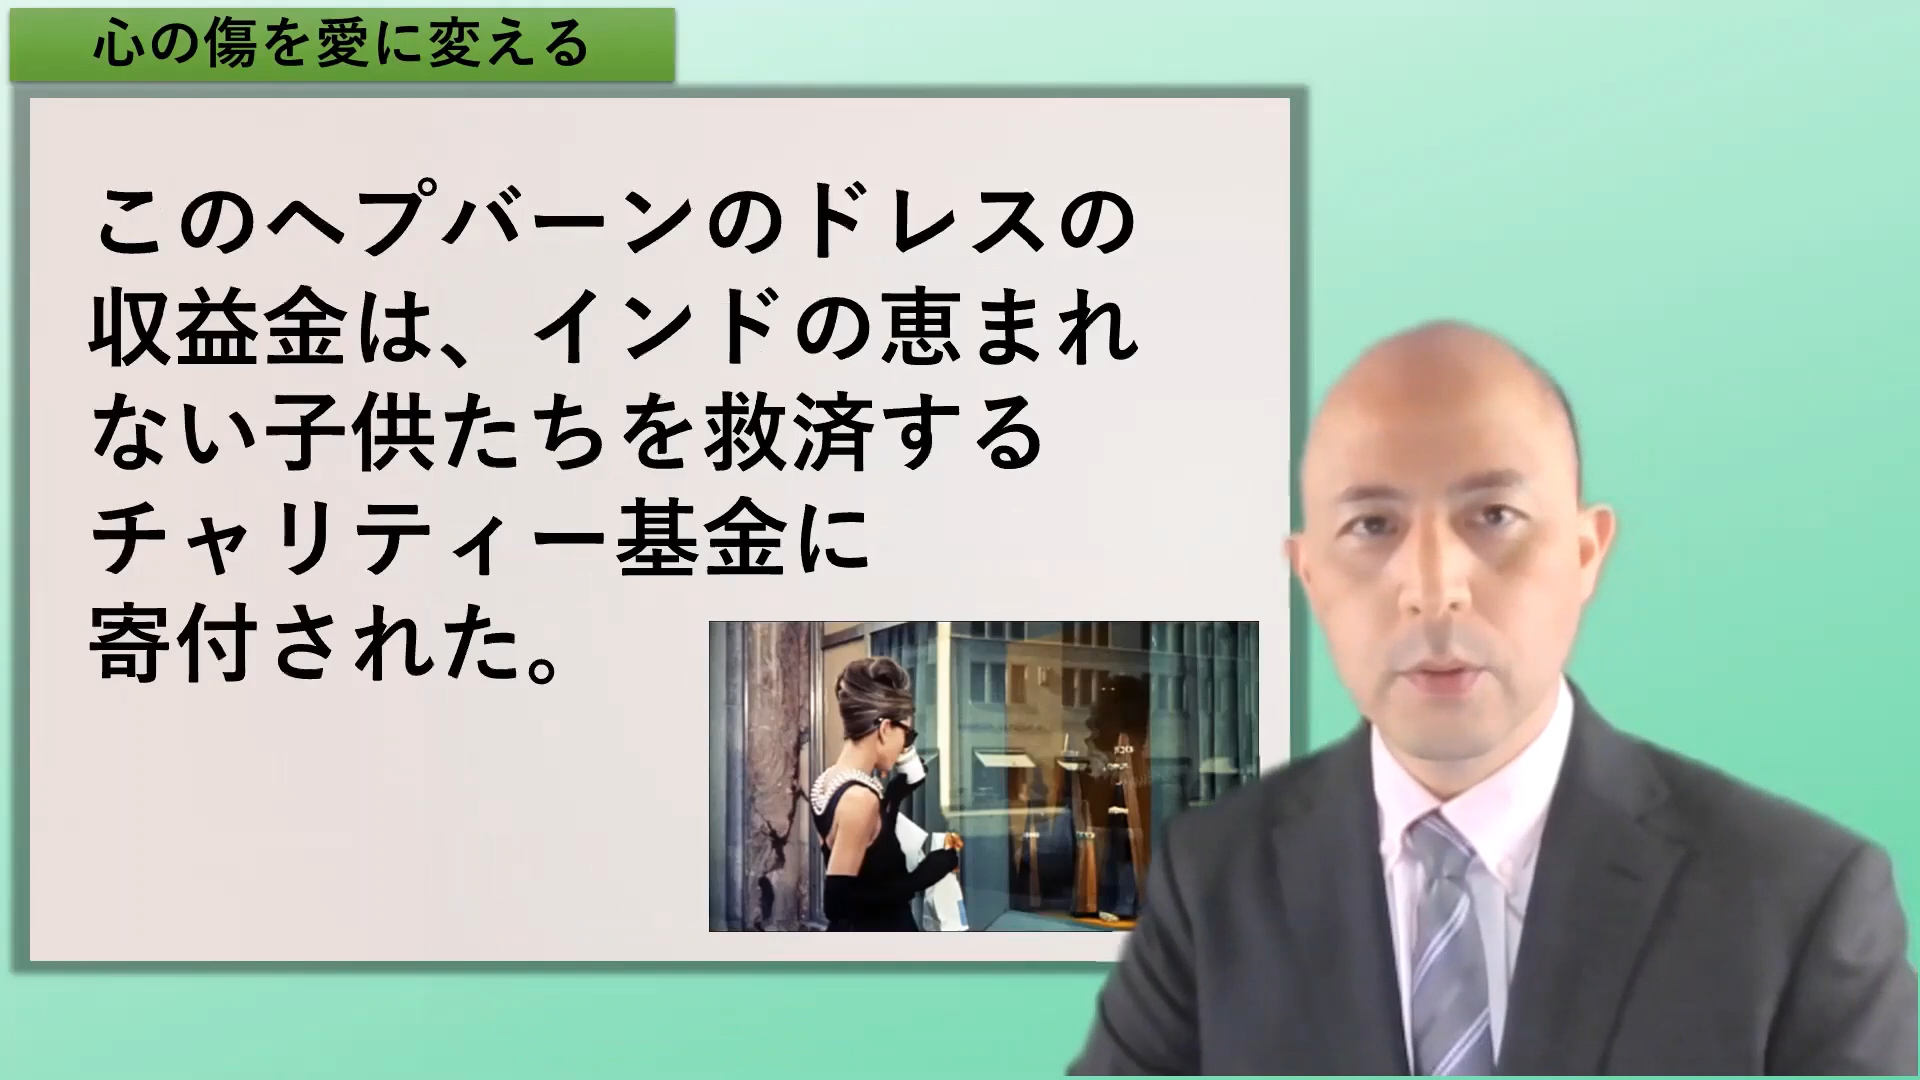 心の傷を愛に変える
このヘプバーンのドレスの
収益金は、インドの恵まれ
ない子供たちを救済する
チャリティー基金に
寄付された。